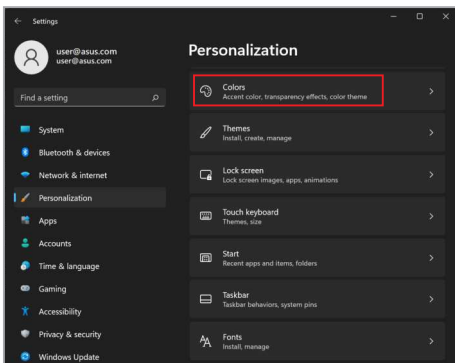 Settings
user@asus.com
user@asus.com
Find a setting
System
Bluetooth & devices
Network & internet
Personalization
Apps
Accounts
Time & language
Gaming
Accessibility
Privacy & security
Windows Update
Personalization
Colors
Accent color, transparency effects, color theme
Themes
Install, create, manage
Lock screen
Lock screen images, apps, animations
Touch keyboard
Themes, size
Start
Recent apps and items, folders
Taskbar
Taskbar behaviors, system pins
Fonts
Install, manage